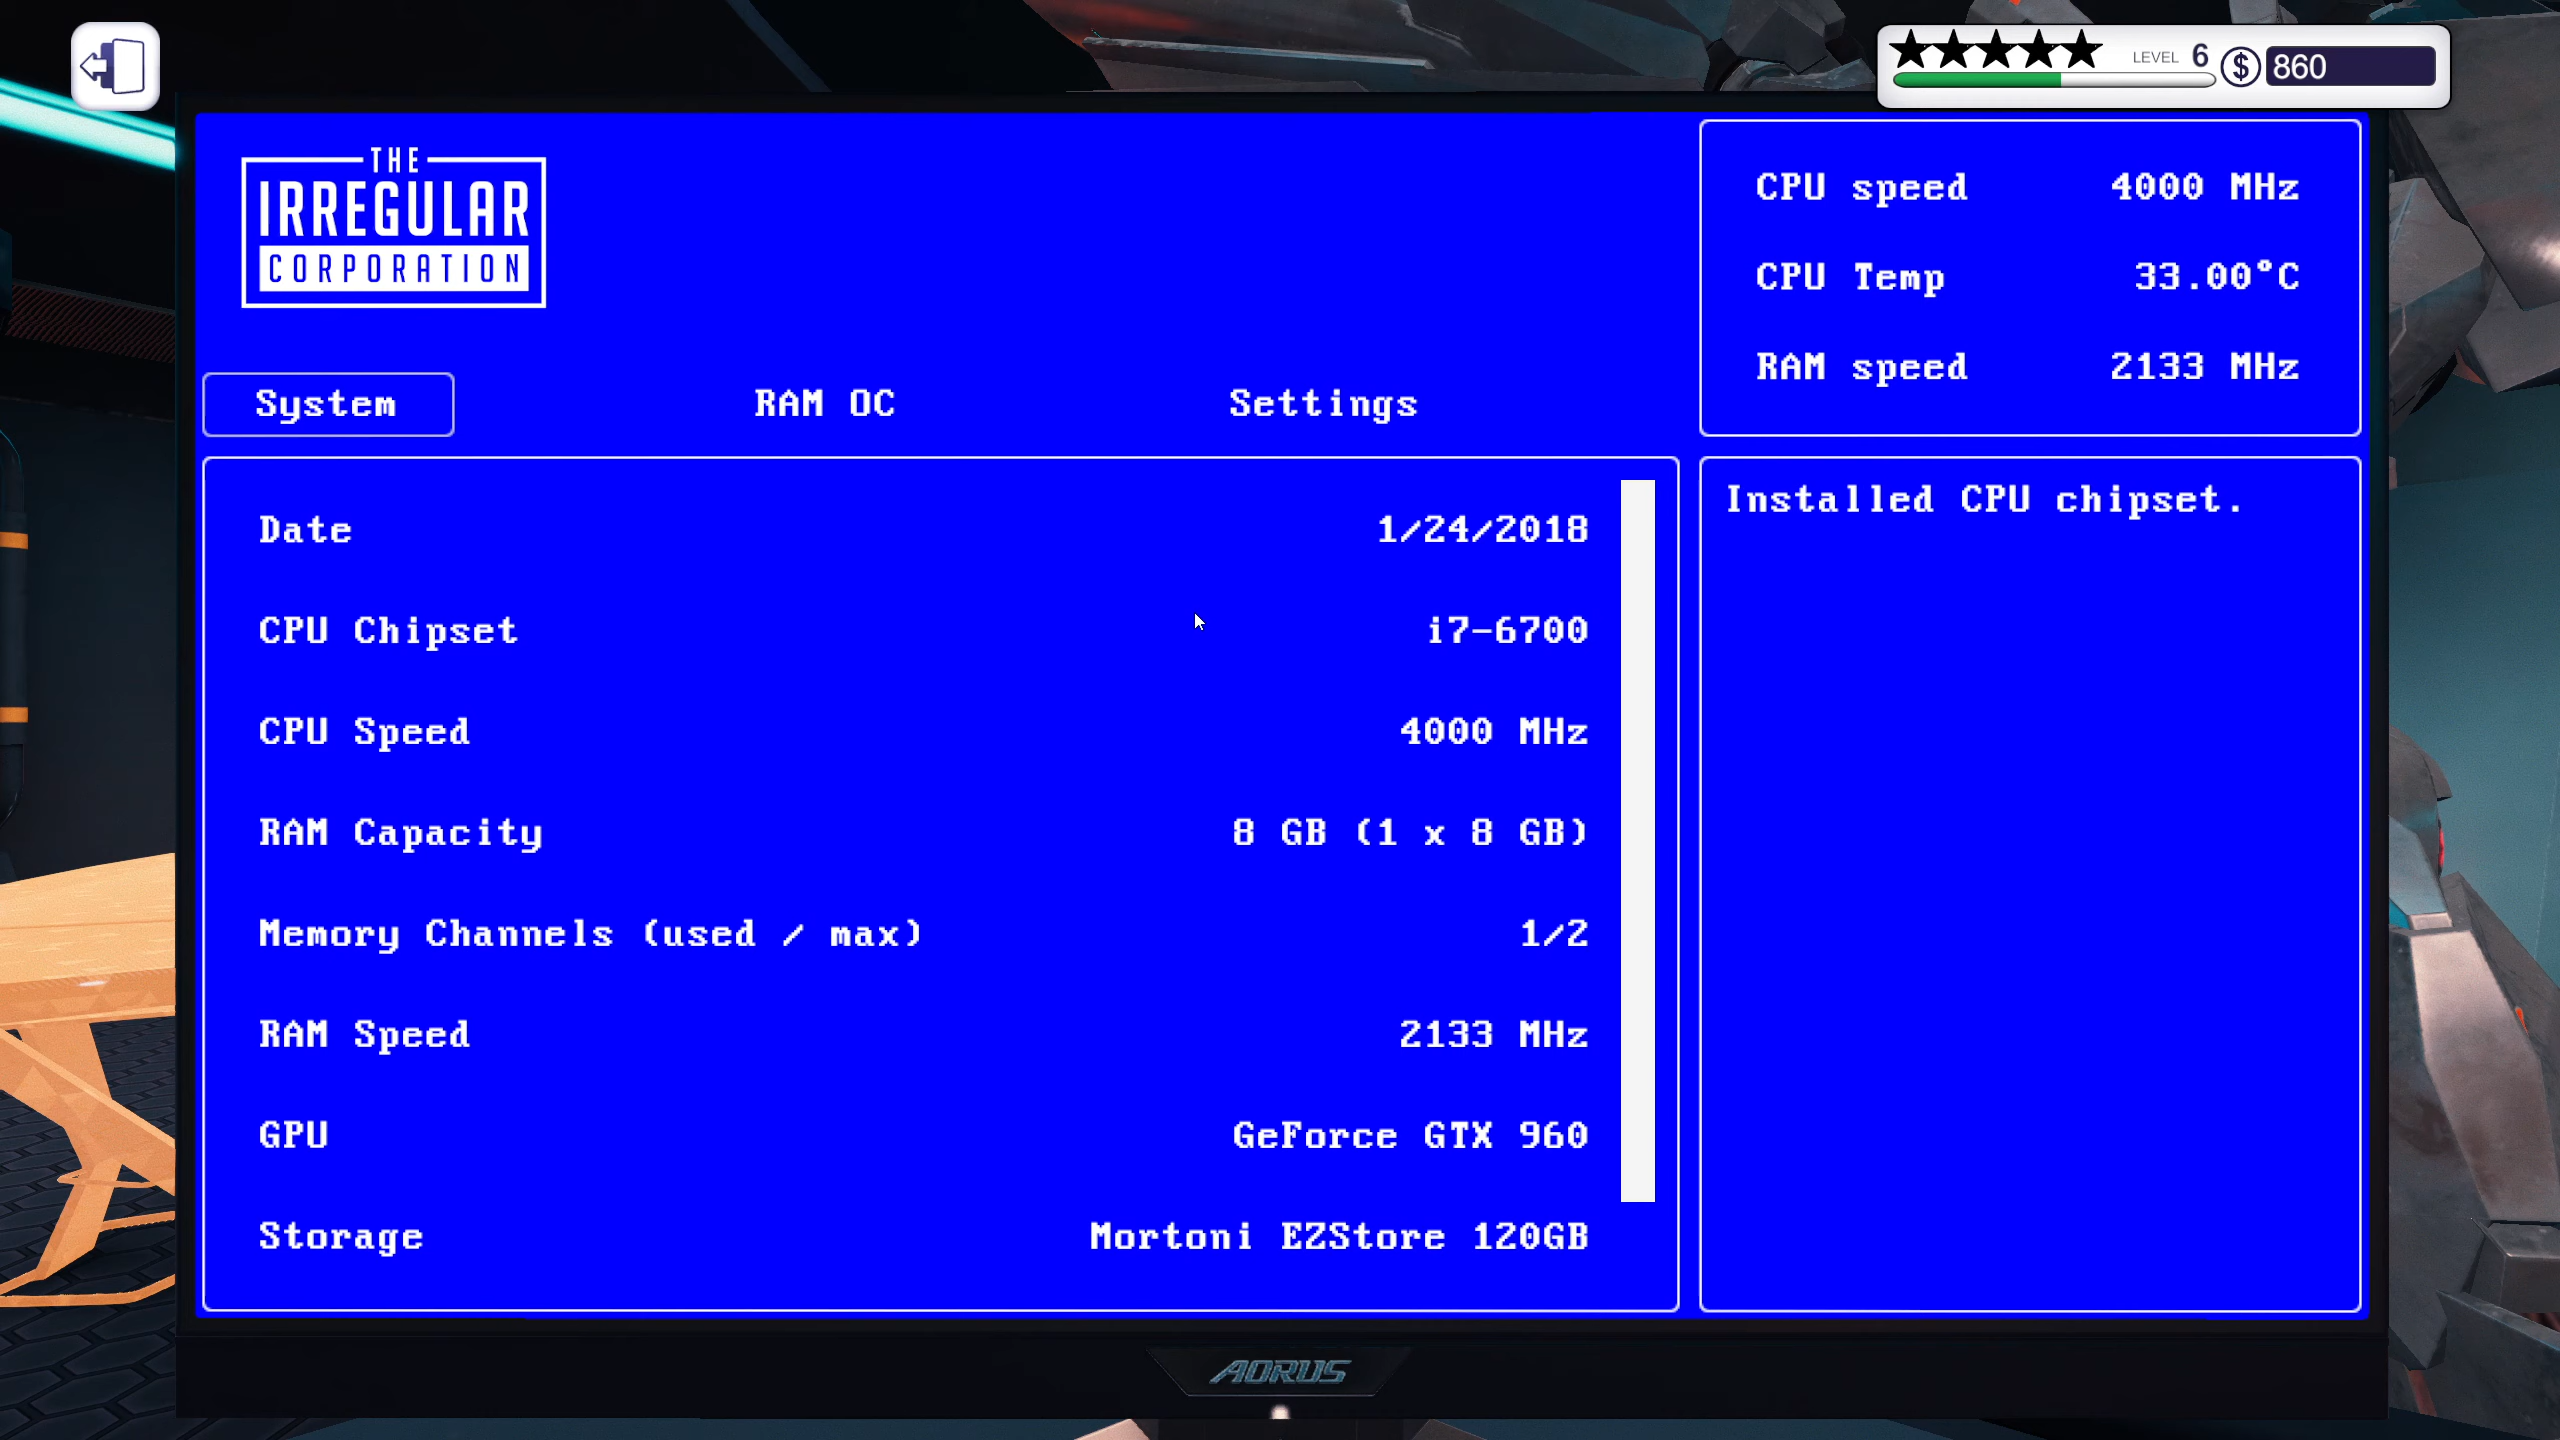 LEVEL 6 $ 860
THE
IRREGULAR
CORPORATION
CPU speed 4000 MHz
CPU Temp 33.00°C
RAM speed 2133 MHz
System RAM OC Settings
Date 1/24/2018
CPU Chipset i7-6700
CPU Speed 4000 MHz
RAM Capacity 8 GB (1 x 8 GB)
Memory Channels (used / max) 1/2
RAM Speed 2133 MHz
GPU GeForce GTX 960
Storage Mortoni EZStore 120GB
Installed CPU chipset.
AORUS